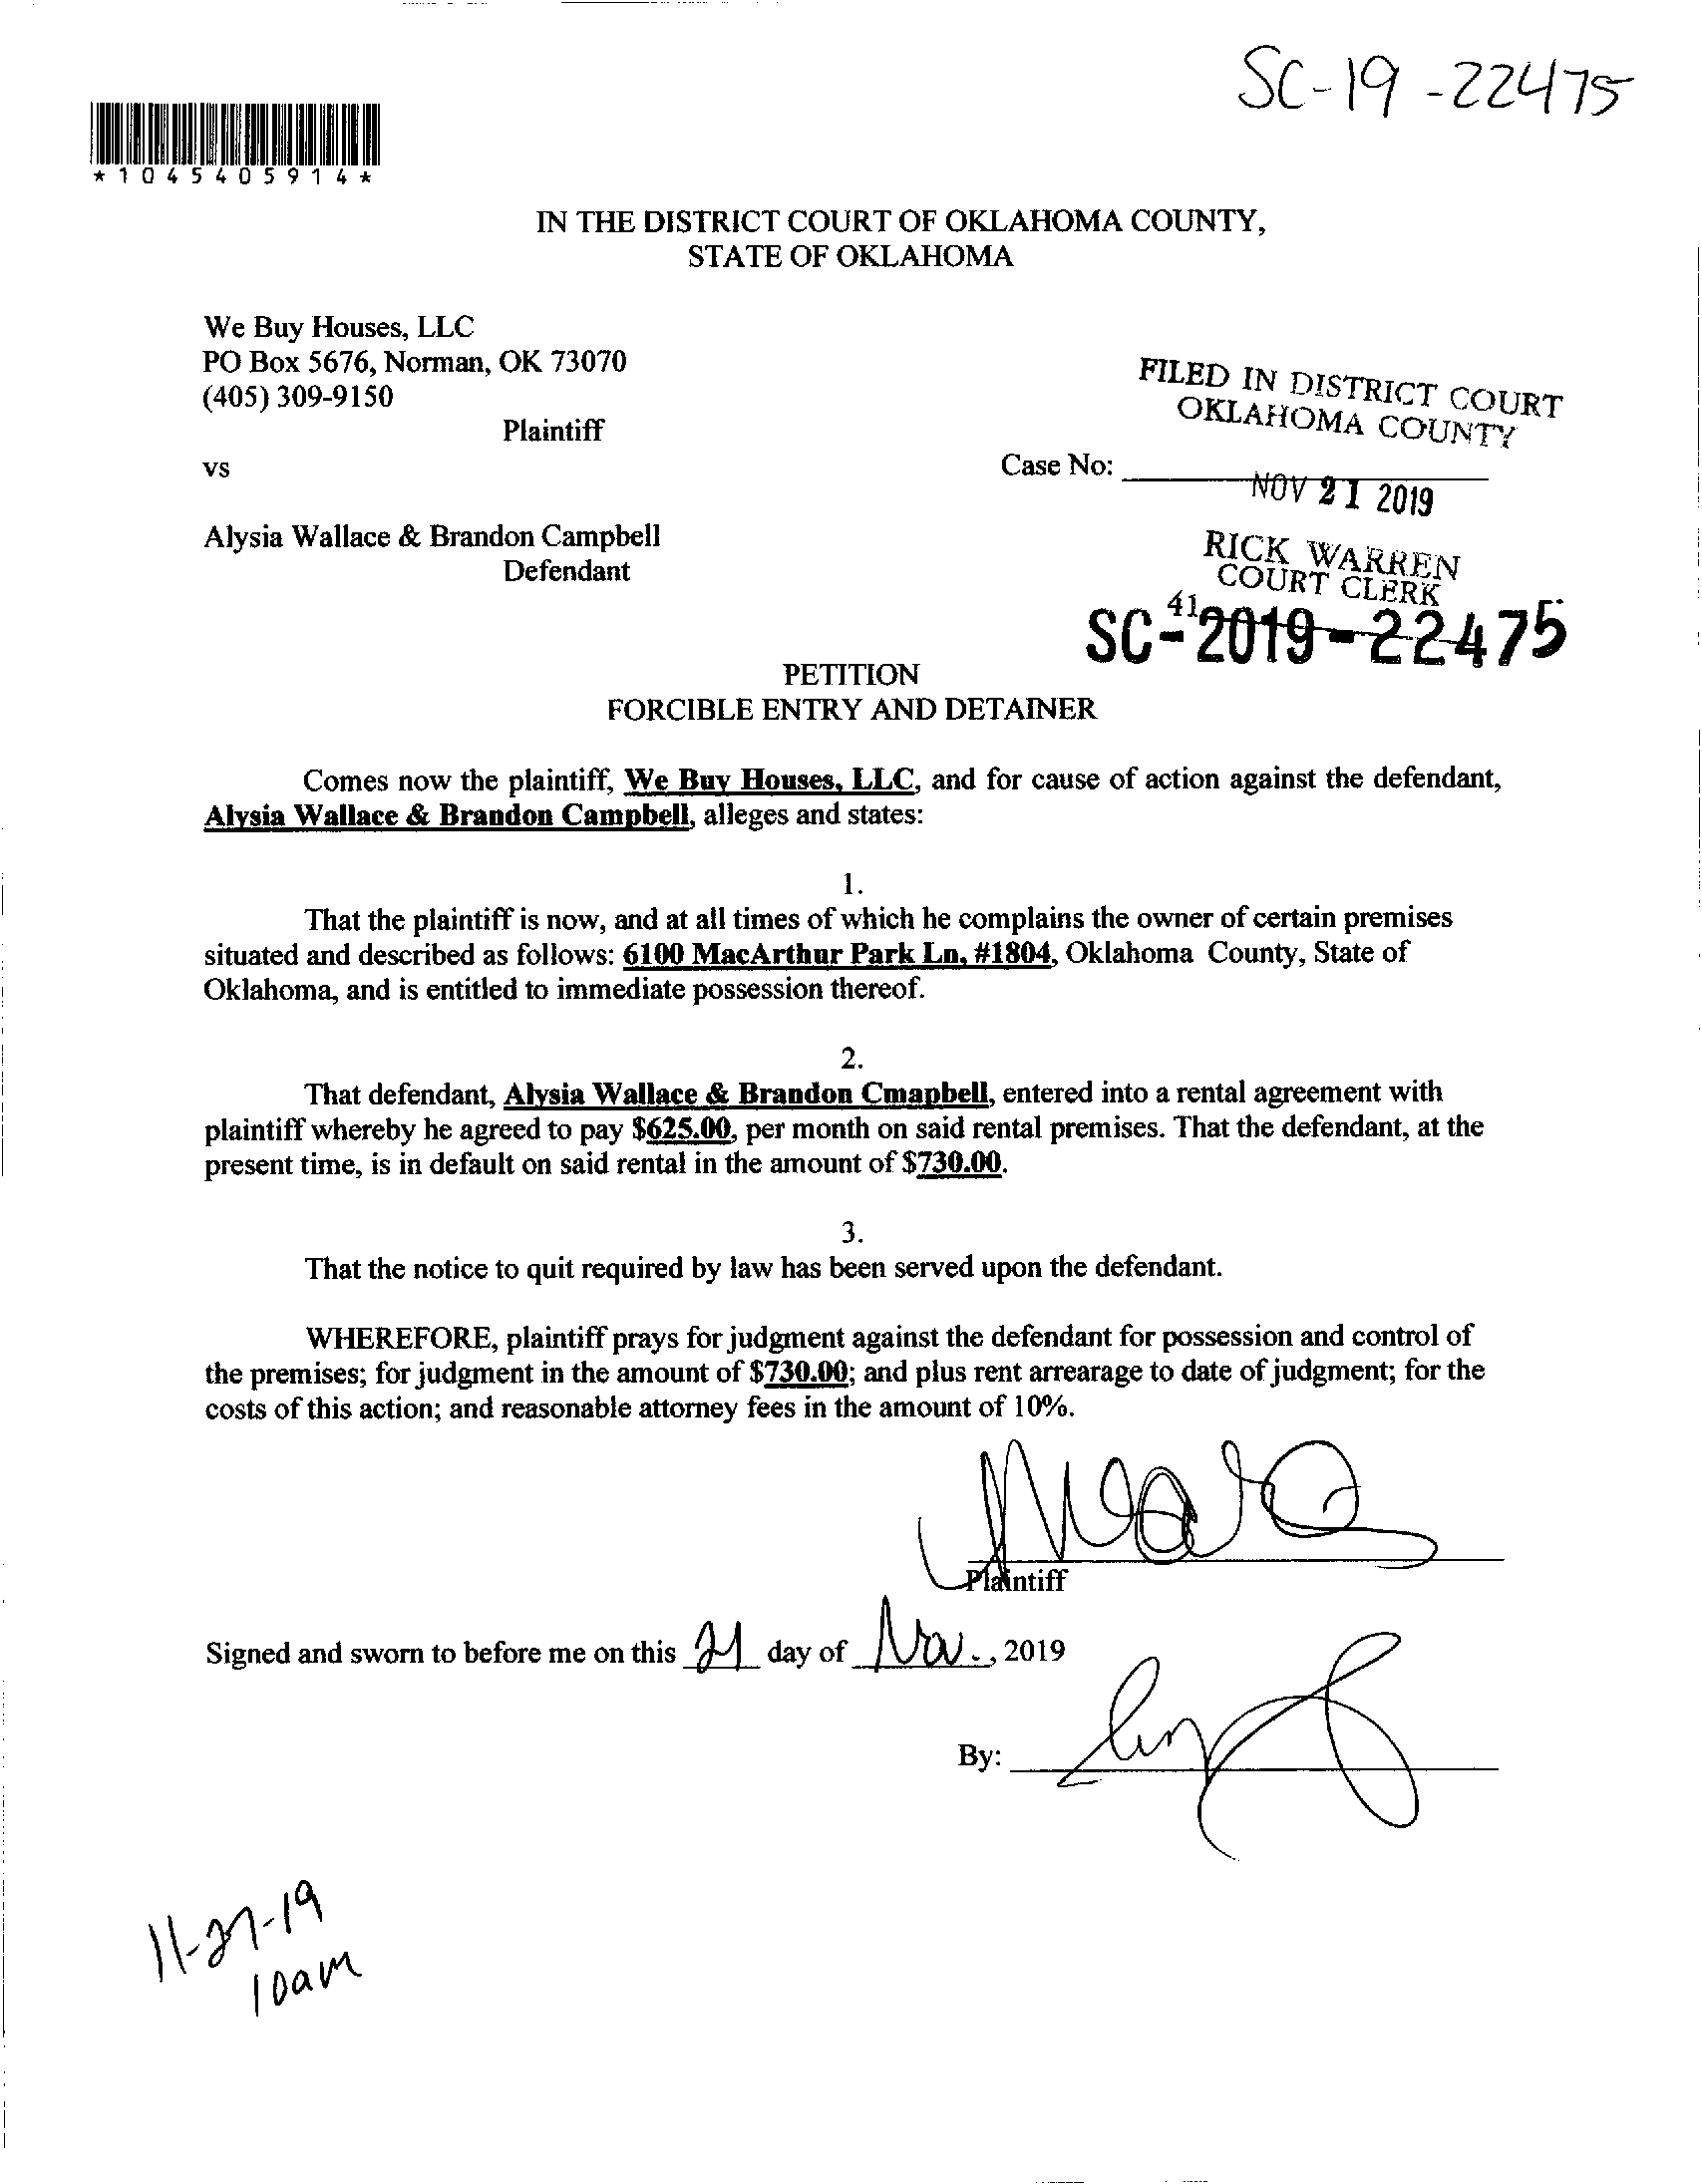 SC-19-22475
*1045405914*
IN THE DISTRICT COURT OF OKLAHOMA COUNTY,
STATE OF OKLAHOMA
We Buy Houses, LLC
PO Box 5676, Norman, OK 73070
(405) 309-9150
Plaintiff
vs
Alysia Wallace & Brandon Campbell
Defendant
FILED IN DISTRICT COURT
OKLAHOMA COUNTY
Case No:
NOV 21 2019
RICK WARREN
COURT CLERK
41
SC-2019-22475
PETITION
FORCIBLE ENTRY AND DETAINER
Comes now the plaintiff, We Buy Houses, LLC, and for cause of action against the defendant,
Alysia Wallace & Brandon Campbell, alleges and states:
1.
That the plaintiff is now, and at all times of which he complains the owner of certain premises
situated and described as follows: 6100 MacArthur Park Ln, #1804, Oklahoma County, State of
Oklahoma, and is entitled to immediate possession thereof.
2.
That defendant, Alysia Wallace & Brandon Cmapbell, entered into a rental agreement with
plaintiff whereby he agreed to pay $625.00, per month on said rental premises. That the defendant, at the
present time, is in default on said rental in the amount of $730.00.
3.
That the notice to quit required by law has been served upon the defendant.
WHEREFORE, plaintiff prays for judgment against the defendant for possession and control of
the premises; for judgment in the amount of $730.00; and plus rent arrearage to date of judgment; for the
costs of this action; and reasonable attorney fees in the amount of 10%.
Plaintiff
Signed and sworn to before me on this 21 day of Nov., 2019
By:
11-27-19
10am